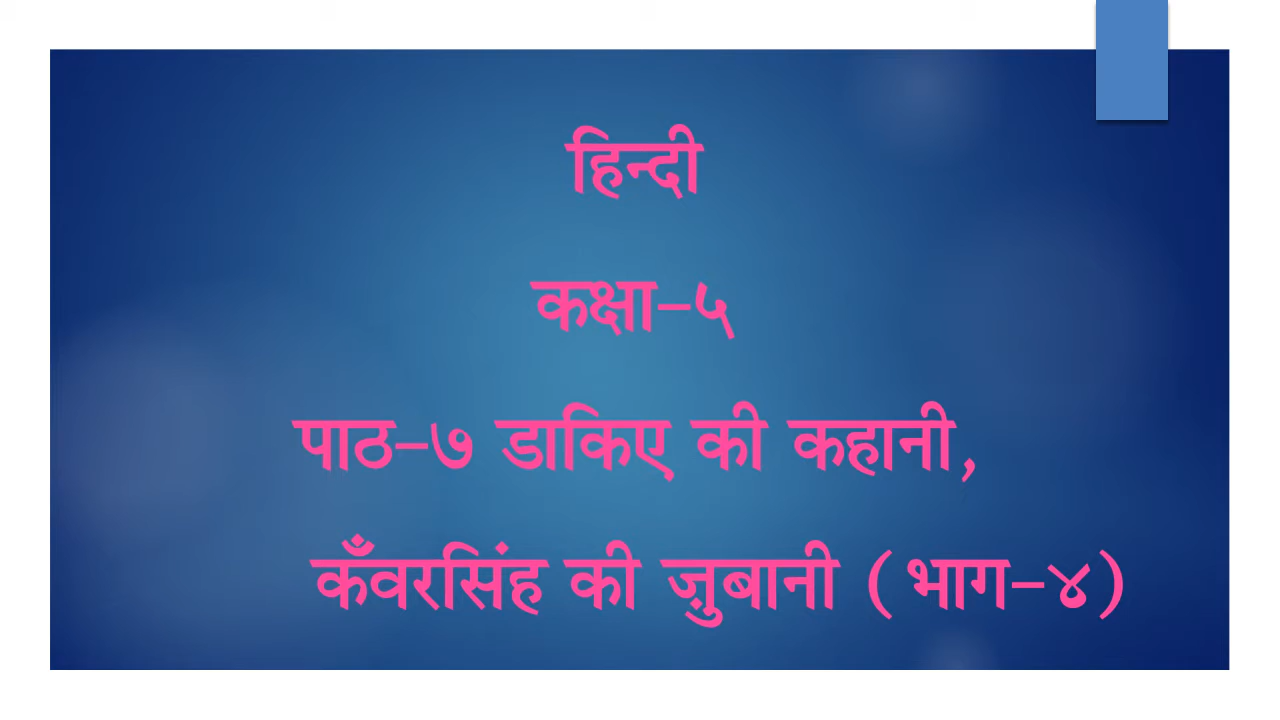 हिन्दी
कक्षा-५
पाठ-७ डाकिए की कहानी,
कँवरसिंह की ज़ुबानी ( भाग-४)